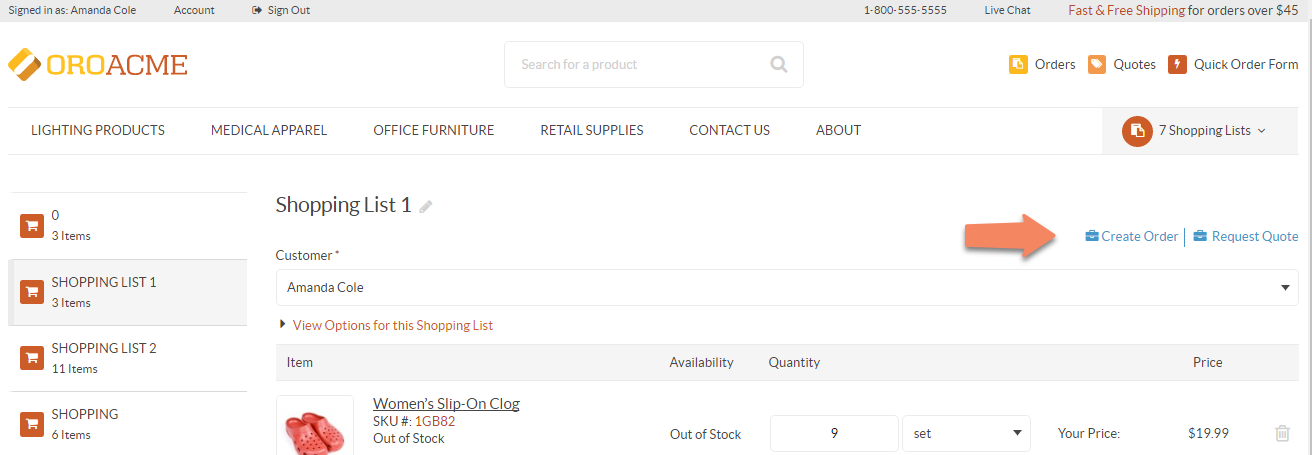 Signed in as: Amanda Cole Account Sign Out 1-800-555-5555 Live Chat Fast & Free Shipping for orders over $45
OROACME Search for a product Orders Quotes Quick Order Form
LIGHTING PRODUCTS MEDICAL APPAREL OFFICE FURNITURE RETAIL SUPPLIES CONTACT US ABOUT 7 Shopping Lists
0
3 Items
SHOPPING LIST 1
3 Items
SHOPPING LIST 2
11 Items
SHOPPING
6 Items
Shopping List 1
Create Order | Request Quote
Customer *
Amanda Cole
View Options for this Shopping List
Item Availability Quantity Price
Women’s Slip-On Clog
SKU #: 1GB82
Out of Stock
Out of Stock 9 set Your Price: $19.99